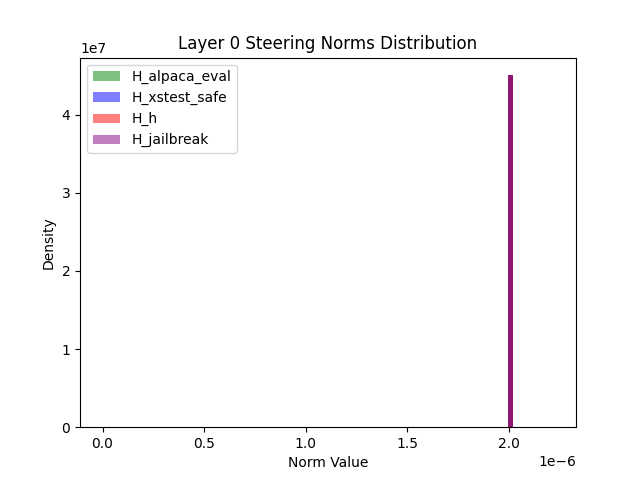 Layer 0 Steering Norms Distribution
1e7
H_alpaca_eval
H_xstest_safe
H_h
H_jailbreak
4
3
2
1
0
Density
0.0 0.5 1.0 1.5 2.0
1e−6
Norm Value